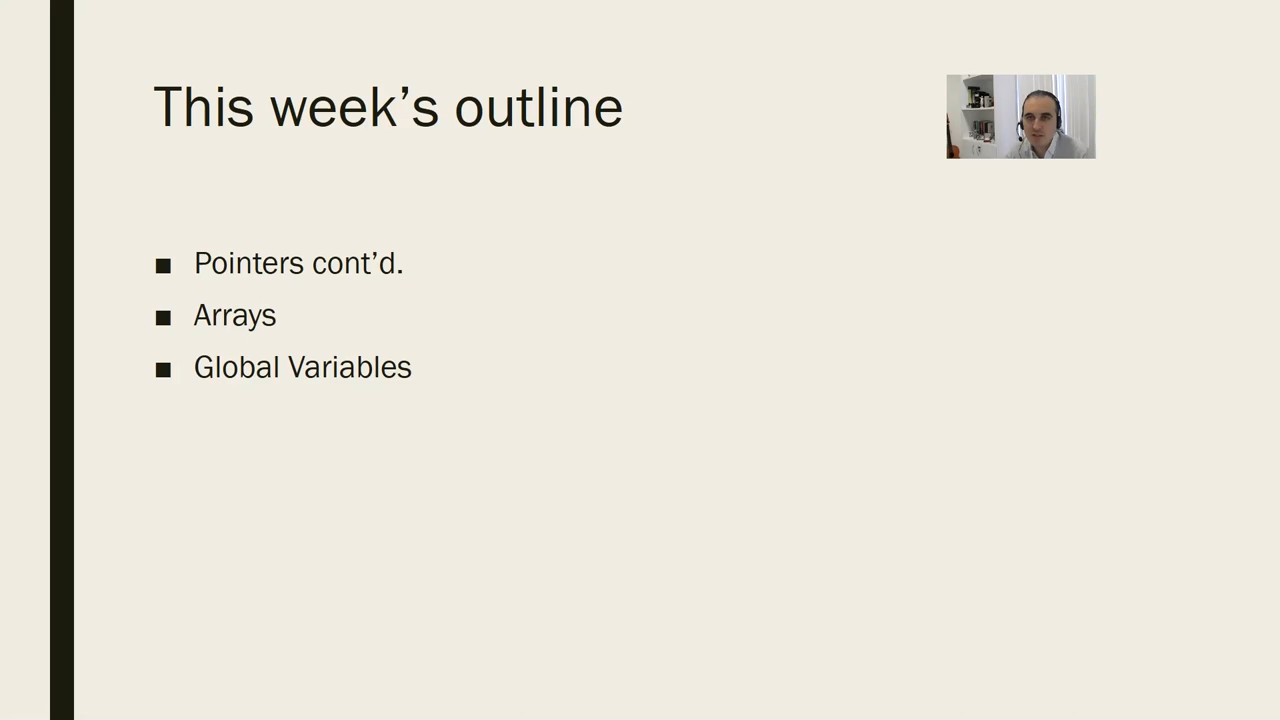 This week’s outline
■ Pointers cont’d.
■ Arrays
■ Global Variables